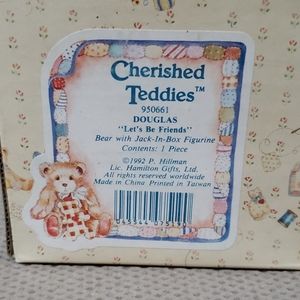 Cherished
Teddies™
950661
DOUGLAS
"Let's Be Friends"
Bear with Jack-In-Box Figurine
Contents: 1 Piece
©1992 P. Hillman
Lic. Hamilton Gifts, Ltd.
All rights reserved worldwide
Made in China Printed in Taiwan